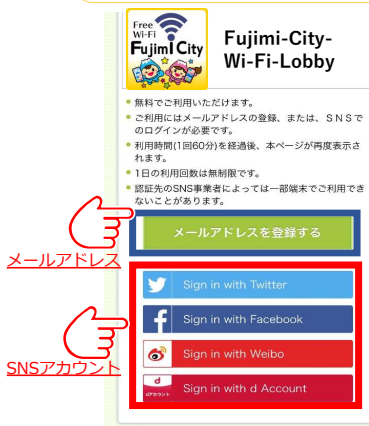 Free
Wi-Fi
Fujimi City
Fujimi-City-
Wi-Fi-Lobby
無料でご利用いただけます。
ご利用にはメールアドレスの登録、または、ＳＮＳで
のログインが必要です。
利用時間(1回60分)を経過後、本ページが再度表示さ
れます。
1日の利用回数は無制限です。
認証先のSNS事業者によっては一部端末でご利用でき
ないことがあります。
メールアドレスを登録する
メールアドレス
Sign in with Twitter
Sign in with Facebook
Sign in with Weibo
SNSアカウント
d
dアカウント
Sign in with d Account